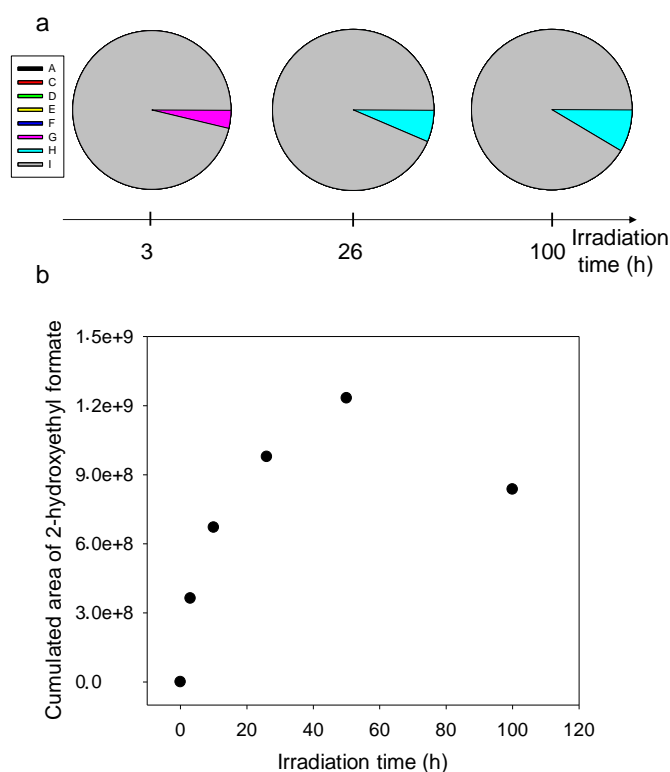 a
A
C
D
E
F
G
H
I
3
26
100
Irradiation
time (h)
b
Cumulated area of 2-hydroxyethyl formate
1.5e+9
1.2e+9
9.0e+8
6.0e+8
3.0e+8
0.0
0
20
40
60
80
100
120
Irradiation time (h)